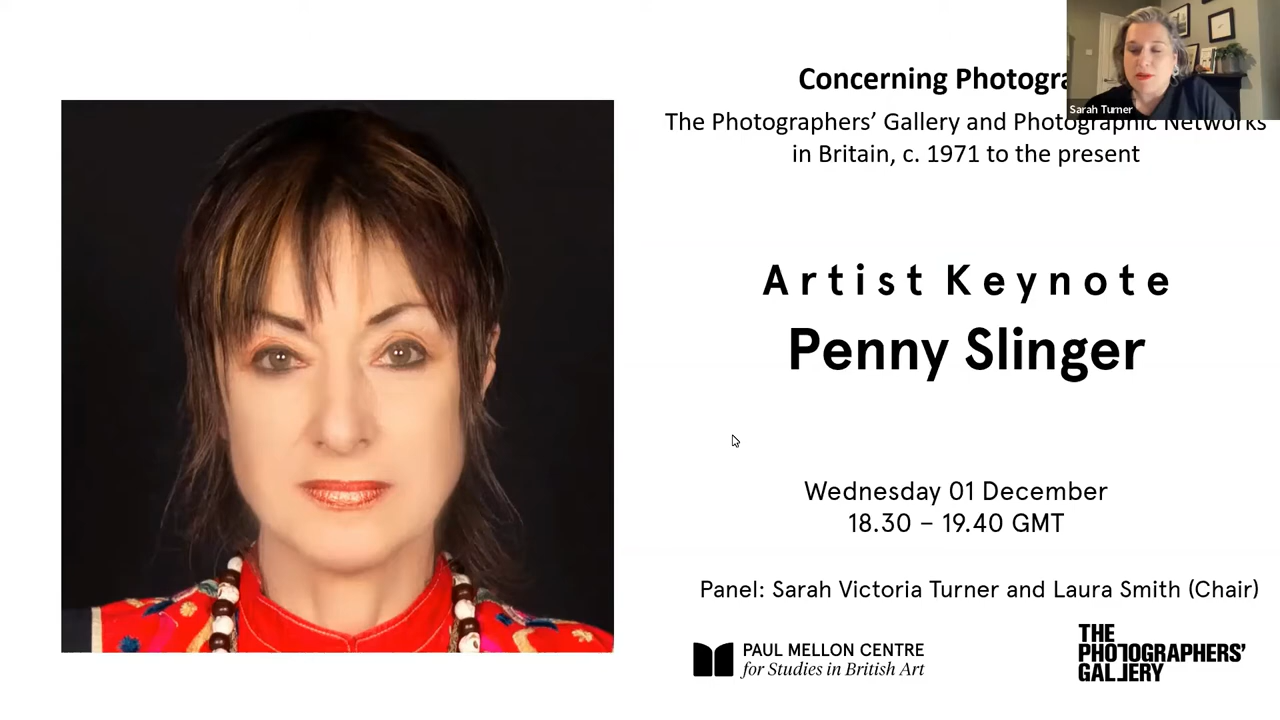 Concerning Photogra
Sarah Turner
The Photographers' Gallery and Photographic Networks
in Britain, c. 1971 to the present
Artist Keynote
Penny Slinger
Wednesday 01 December
18.30 – 19.40 GMT
Panel: Sarah Victoria Turner and Laura Smith (Chair)
PAUL MELLON CENTRE
for Studies in British Art
THE
PHOTOGRAPHERS'
GALLERY